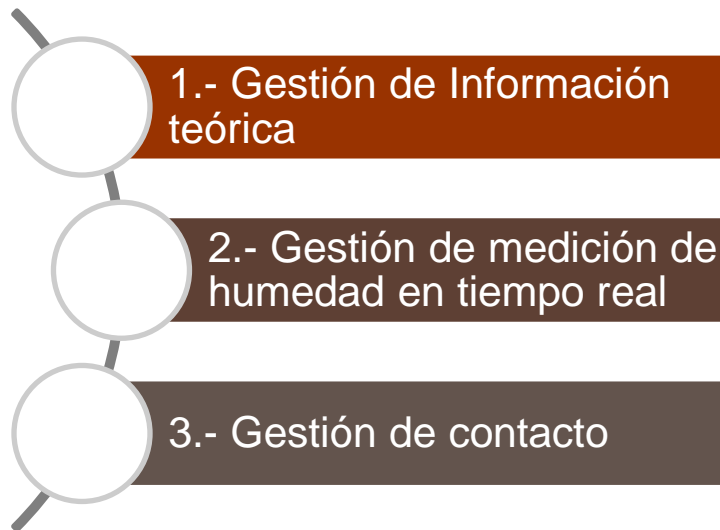 1.- Gestión de Información
teórica
2.- Gestión de medición de
humedad en tiempo real
3.- Gestión de contacto